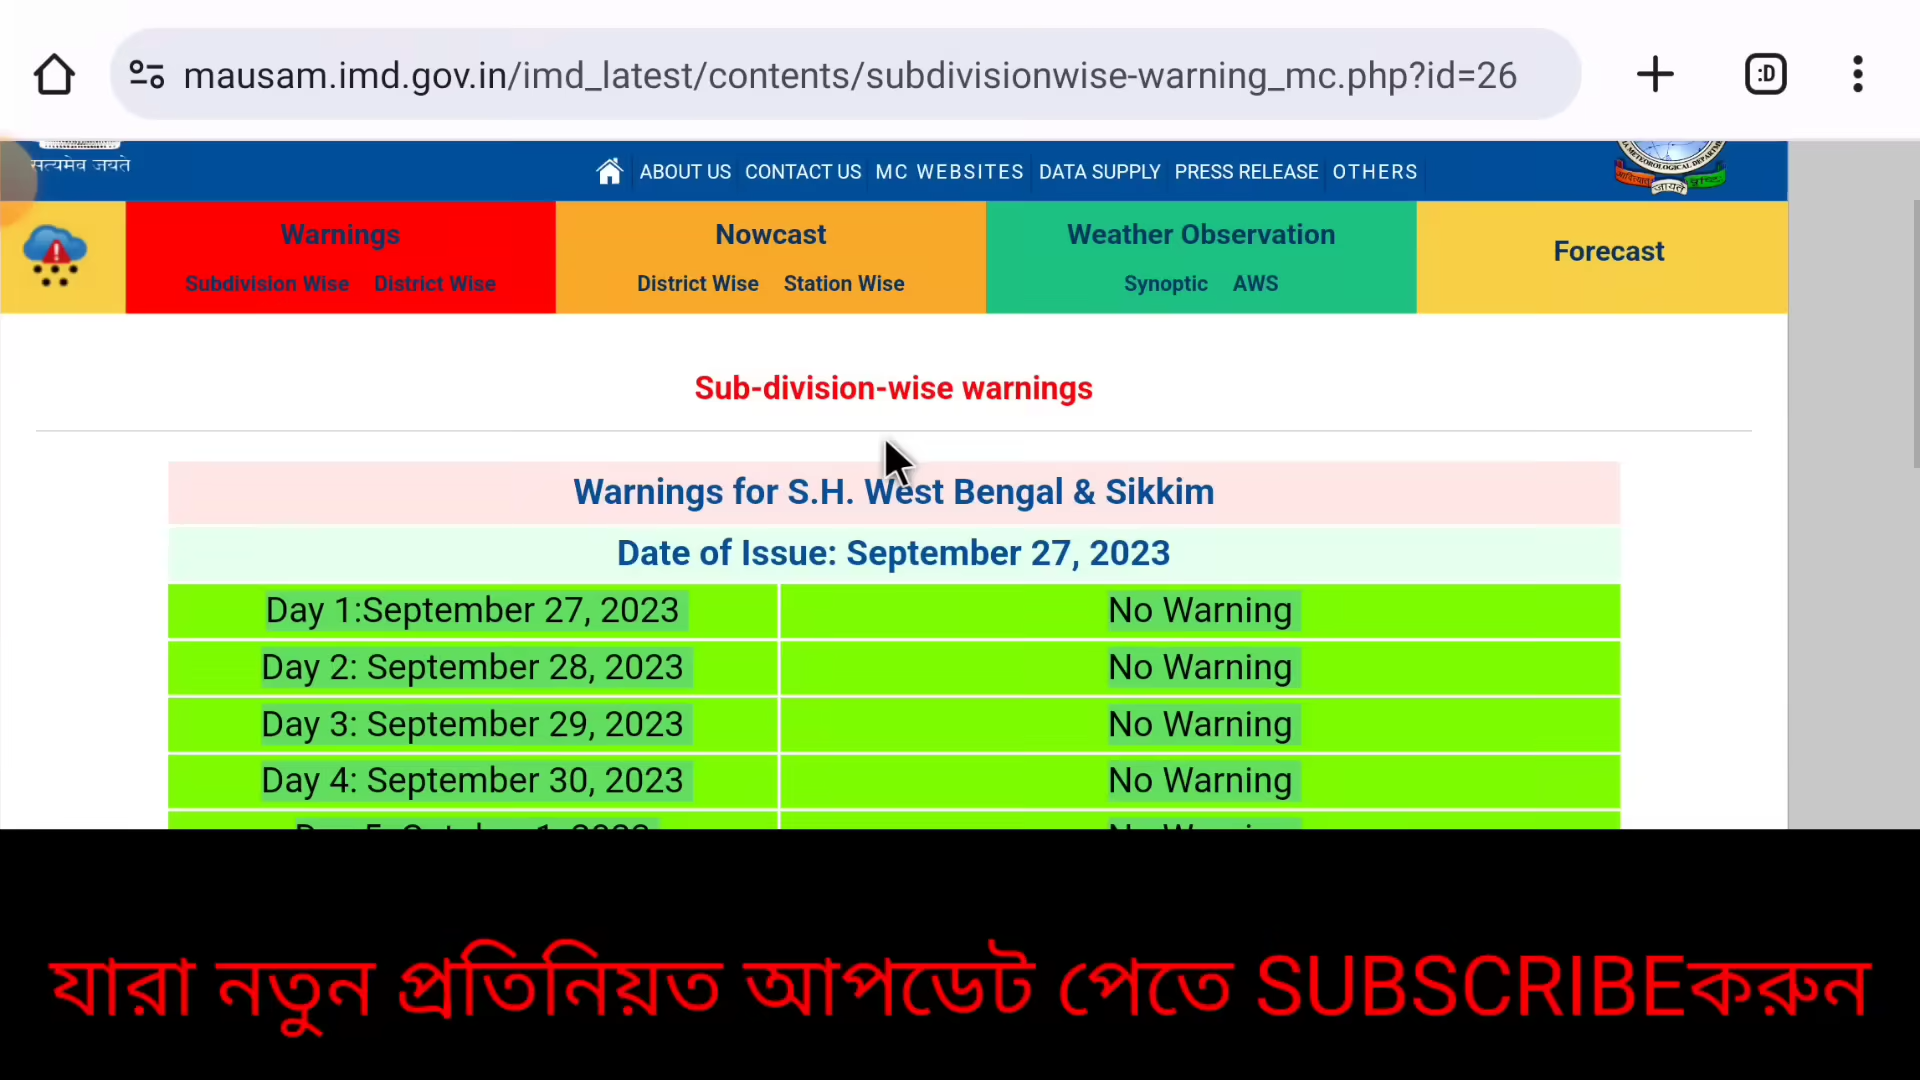 :D
mausam.imd.gov.in/imd_latest/contents/subdivisionwise-warning_mc.php?id=26
सत्यमेव जयते
ABOUT US CONTACT US MC WEBSITES DATA SUPPLY PRESS RELEASE OTHERS
Warnings
Subdivision Wise District Wise
Nowcast
District Wise Station Wise
Weather Observation
Synoptic AWS
Forecast
Sub-division-wise warnings
Warnings for S.H. West Bengal & Sikkim
Date of Issue: September 27, 2023
Day 1:September 27, 2023 No Warning
Day 2: September 28, 2023 No Warning
Day 3: September 29, 2023 No Warning
Day 4: September 30, 2023 No Warning
যারা নতুন প্রতিনিয়ত আপডেট পেতে SUBSCRIBEকরুন